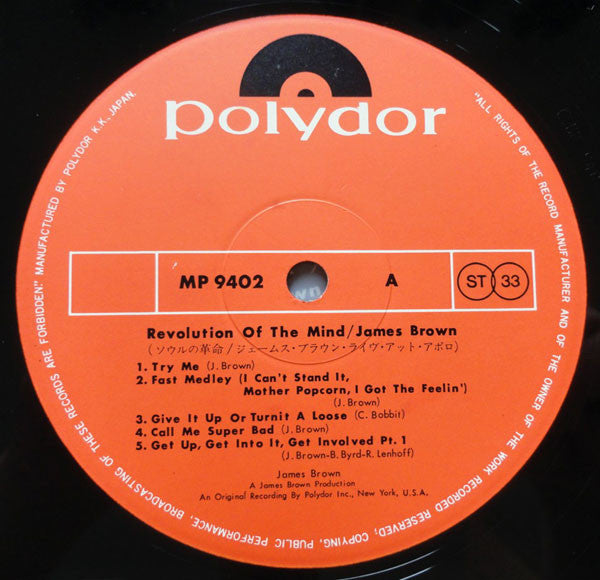 polydor
"ALL RIGHTS OF THE RECORD MANUFACTURER AND OF THE OWNER OF THE WORK RECORDED RESERVED; COPYING, PUBLIC PERFORMANCE, BROADCASTING OF THESE RECORDS ARE FORBIDDEN" MANUFACTURED BY POLYDOR K.K., JAPAN.
MP 9402 A ST 33
Revolution Of The Mind/James Brown
(ソウルの革命/ジェームス・ブラウン・ライヴ・アット・アポロ)
1. Try Me (J. Brown)
2. Fast Medley (I Can't Stand It,
Mother Popcorn, I Got The Feelin')
(J. Brown)
3. Give It Up Or Turnit A Loose (C. Bobbit)
4. Call Me Super Bad (J. Brown)
5. Get Up, Get Into It, Get Involved Pt. 1
(J. Brown-B. Byrd-R. Lenhoff)
James Brown
A James Brown Production
An Original Recording By Polydor Inc., New York, U.S.A.